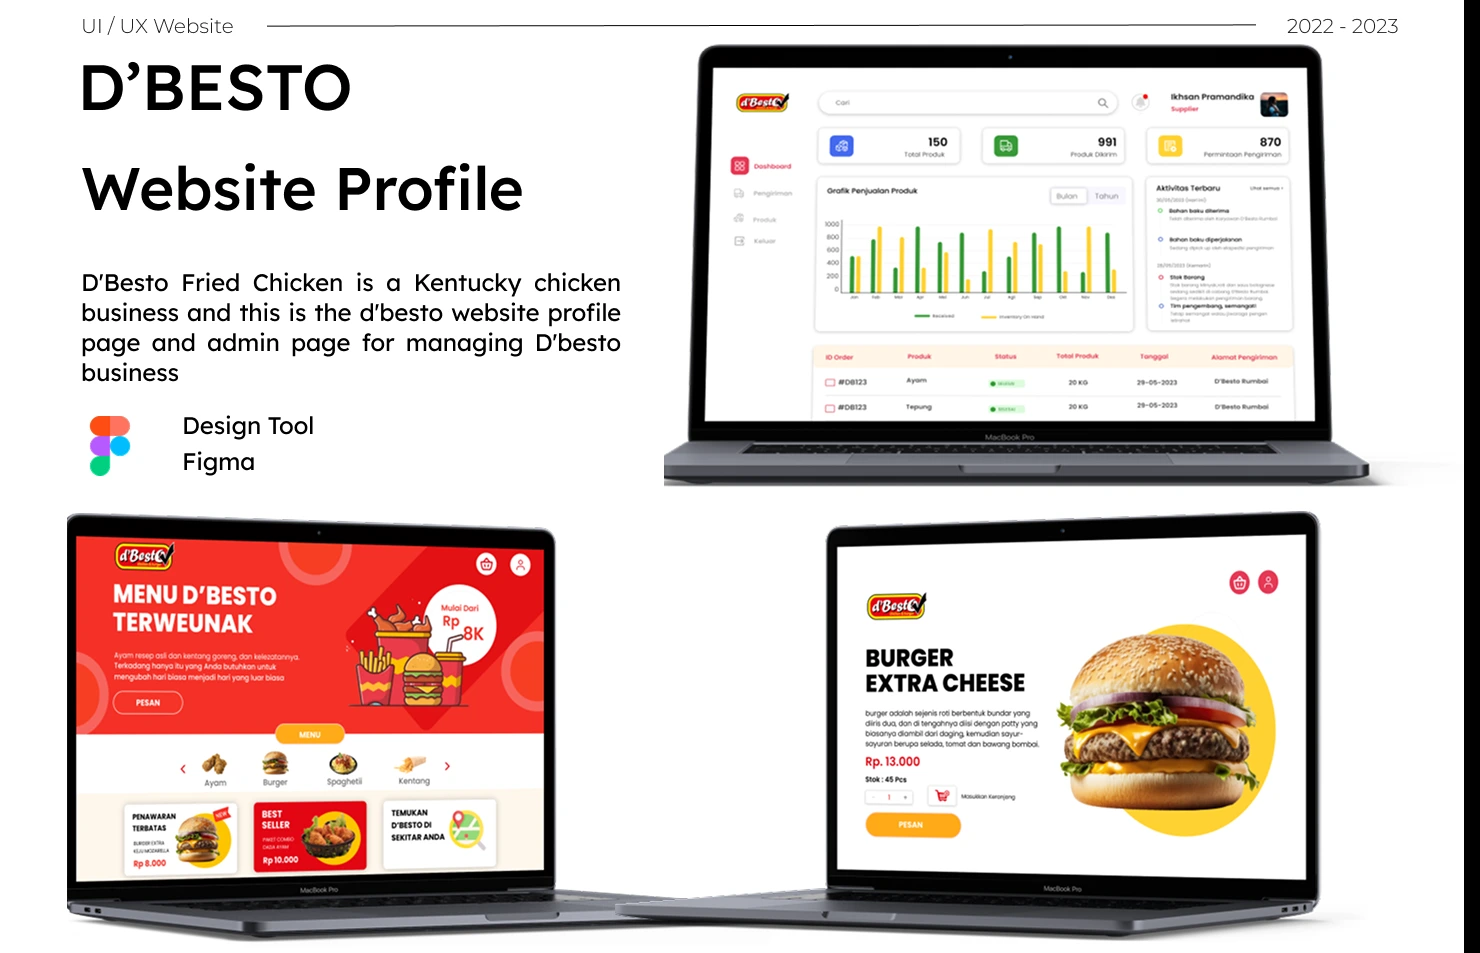 UI / UX Website
2022 - 2023
D’BESTO
Website Profile
D'Besto Fried Chicken is a Kentucky chicken
business and this is the d'besto website profile
page and admin page for managing D'besto
business
Design Tool
Figma
d'Besto
Cari
Ikhsan Pramandika
Supplier
150
Total Produk
991
Produk Dikirim
870
Permintaan Pengiriman
Dashboard
Pengiriman
Produk
Keluar
Grafik Penjualan Produk
Bulan
Tahun
1000
800
600
400
200
0
Jan
Feb
Mei
Apr
Mei
Jun
Jul
Agt
Sep
Okt
Nov
Des
Received
Inventory On Hand
Aktivitas Terbaru
Lihat semua >
Bahan baku diterima
Bahan baku diperjalanan
Stok Barang
Tim pengembang, semangat!
ID Order
Produk
Status
Total Produk
Tanggal
Alamat Pengiriman
#DB123
Ayam
20 KG
29-05-2023
D'Besto Rumbai
#DB123
Tepung
20 KG
29-05-2023
D'Besto Rumbai
MacBook Pro
d'Besto
MENU D’BESTO
TERWEUNAK
Ayam resep asli dan kentang goreng, dan kelezatannya.
Terkadang hanya itu yang Anda butuhkan untuk
mengubah hari biasa menjadi hari yang luar biasa
PESAN
Mulai Dari
Rp
8K
MENU
Ayam
Burger
Spaghetii
Kentang
PENAWARAN
TERBATAS
BURGER EXTRA
KEJU MOZARELLA
Rp 8.000
NEW
BEST
SELLER
PAKET COMBO
DADA AYAM
Rp 10.000
TEMUKAN
D’BESTO DI
SEKITAR ANDA
MacBook Pro
d'Besto
BURGER
EXTRA CHEESE
burger adalah sejenis roti berbentuk bundar yang
diiris dua, dan di tengahnya diisi dengan patty yang
biasanya diambil dari daging, kemudian sayur-
sayuran berupa selada, tomat dan bawang bombai.
Rp. 13.000
Stok : 45 Pcs
- 1 +
Masukkan Keranjang
PESAN
MacBook Pro